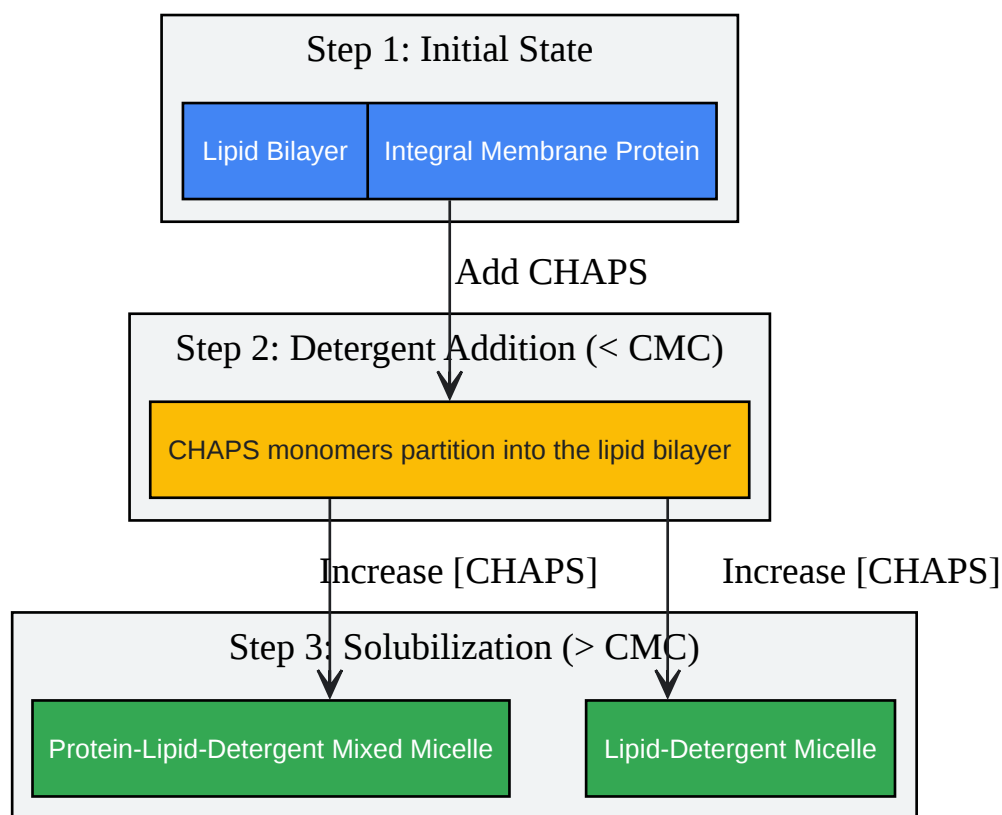 Step 1: Initial State
Lipid Bilayer
Integral Membrane Protein
Add CHAPS
Step 2: Detergent Addition (< CMC)
CHAPS monomers partition into the lipid bilayer
Increase [CHAPS]
Increase [CHAPS]
Step 3: Solubilization (> CMC)
Protein-Lipid-Detergent Mixed Micelle
Lipid-Detergent Micelle